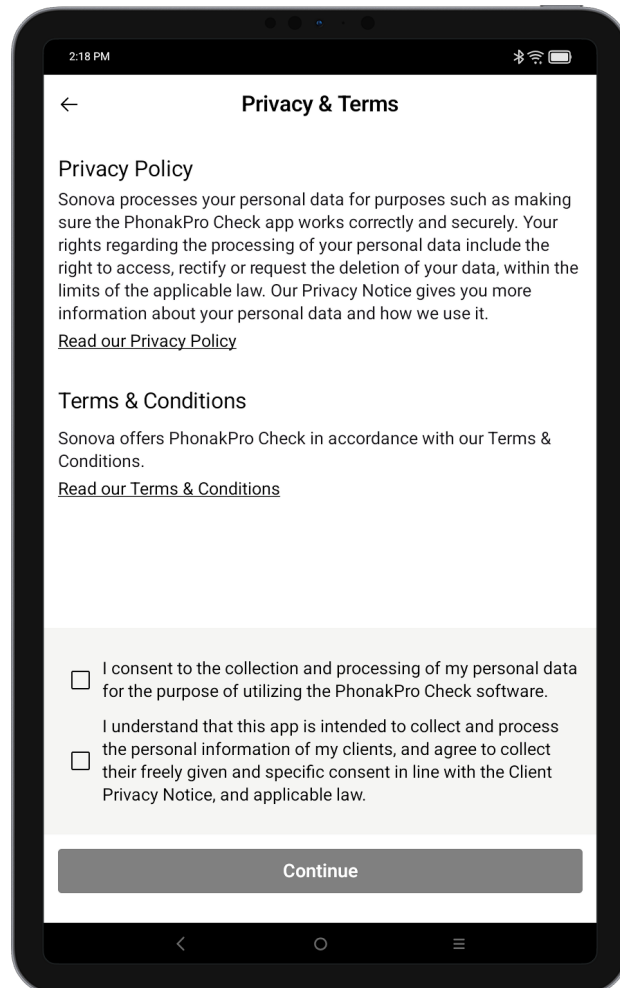 2:18 PM
Privacy & Terms
Privacy Policy
Sonova processes your personal data for purposes such as making
sure the PhonakPro Check app works correctly and securely. Your
rights regarding the processing of your personal data include the
right to access, rectify or request the deletion of your data, within the
limits of the applicable law. Our Privacy Notice gives you more
information about your personal data and how we use it.
Read our Privacy Policy
Terms & Conditions
Sonova offers PhonakPro Check in accordance with our Terms &
Conditions.
Read our Terms & Conditions
I consent to the collection and processing of my personal data
for the purpose of utilizing the PhonakPro Check software.
I understand that this app is intended to collect and process
the personal information of my clients, and agree to collect
their freely given and specific consent in line with the Client
Privacy Notice, and applicable law.
Continue